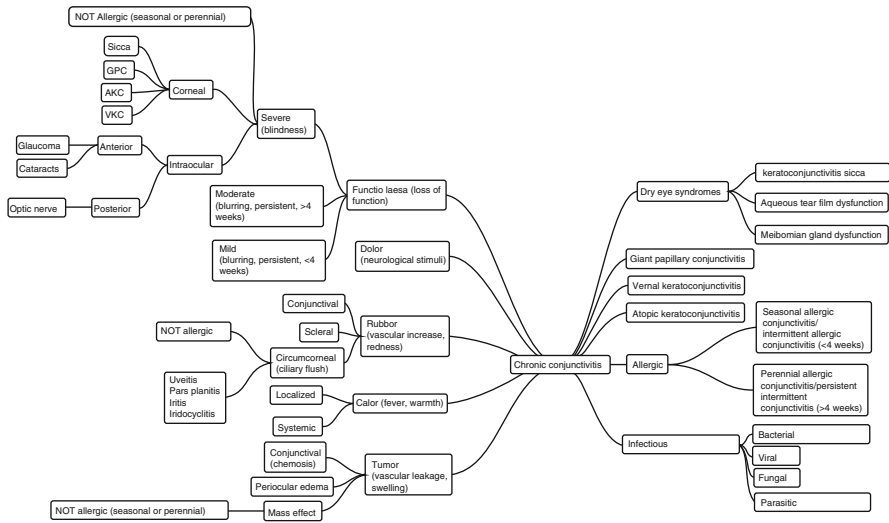 NOT Allergic (seasonal or perennial)
Sicca
GPC
AKC
VKC
Corneal
Glaucoma
Cataracts
Anterior
Optic nerve
Posterior
Intraocular
Severe
(blindness)
Moderate
(blurring, persistent, >4
weeks)
Mild
(blurring, persistent, <4
weeks)
Functio laesa (loss of
function)
Dolor
(neurological stimuli)
Conjunctival
Scleral
Circumcorneal
(ciliary flush)
NOT allergic
Uveitis
Pars planitis
Iritis
Iridocyclitis
Rubbor
(vascular increase,
redness)
Localized
Systemic
Calor (fever, warmth)
Conjunctival
(chemosis)
Periocular edema
NOT allergic (seasonal or perennial)
Mass effect
Tumor
(vascular leakage,
swelling)
Chronic conjunctivitis
Dry eye syndromes
keratoconjunctivitis sicca
Aqueous tear film dysfunction
Meibomian gland dysfunction
Giant papillary conjunctivitis
Vernal keratoconjunctivitis
Atopic keratoconjunctivitis
Allergic
Seasonal allergic
conjunctivitis/
intermittent allergic
conjunctivitis (<4 weeks)
Perennial allergic
conjunctivitis/persistent
intermittent
conjunctivitis (>4 weeks)
Infectious
Bacterial
Viral
Fungal
Parasitic